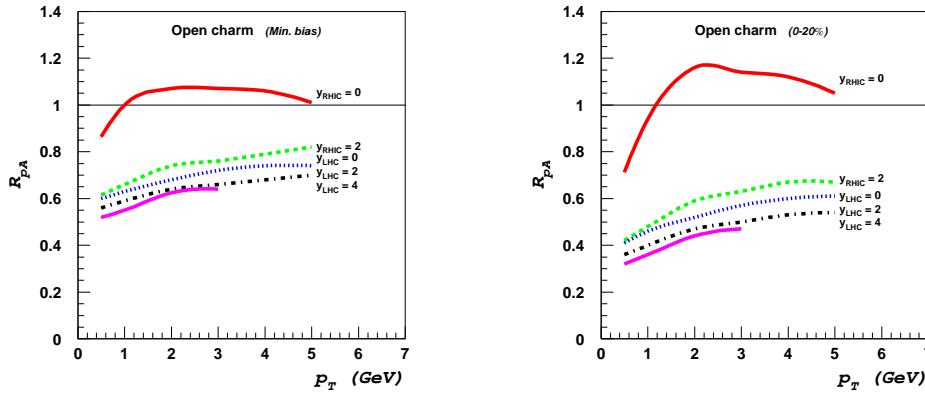 1.4
1.2
1
0.8
0.6
0.4
0.2
0
R_pA
Open charm (Min. bias)
y_RHIC = 0
y_RHIC = 2
y_LHC = 0
y_LHC = 2
y_LHC = 4
0 1 2 3 4 5 6 7
p_T (GeV)
1.4
1.2
1
0.8
0.6
0.4
0.2
0
R_pA
Open charm (0-20%)
y_RHIC = 0
y_RHIC = 2
y_LHC = 0
y_LHC = 2
y_LHC = 4
0 1 2 3 4 5 6 7
p_T (GeV)